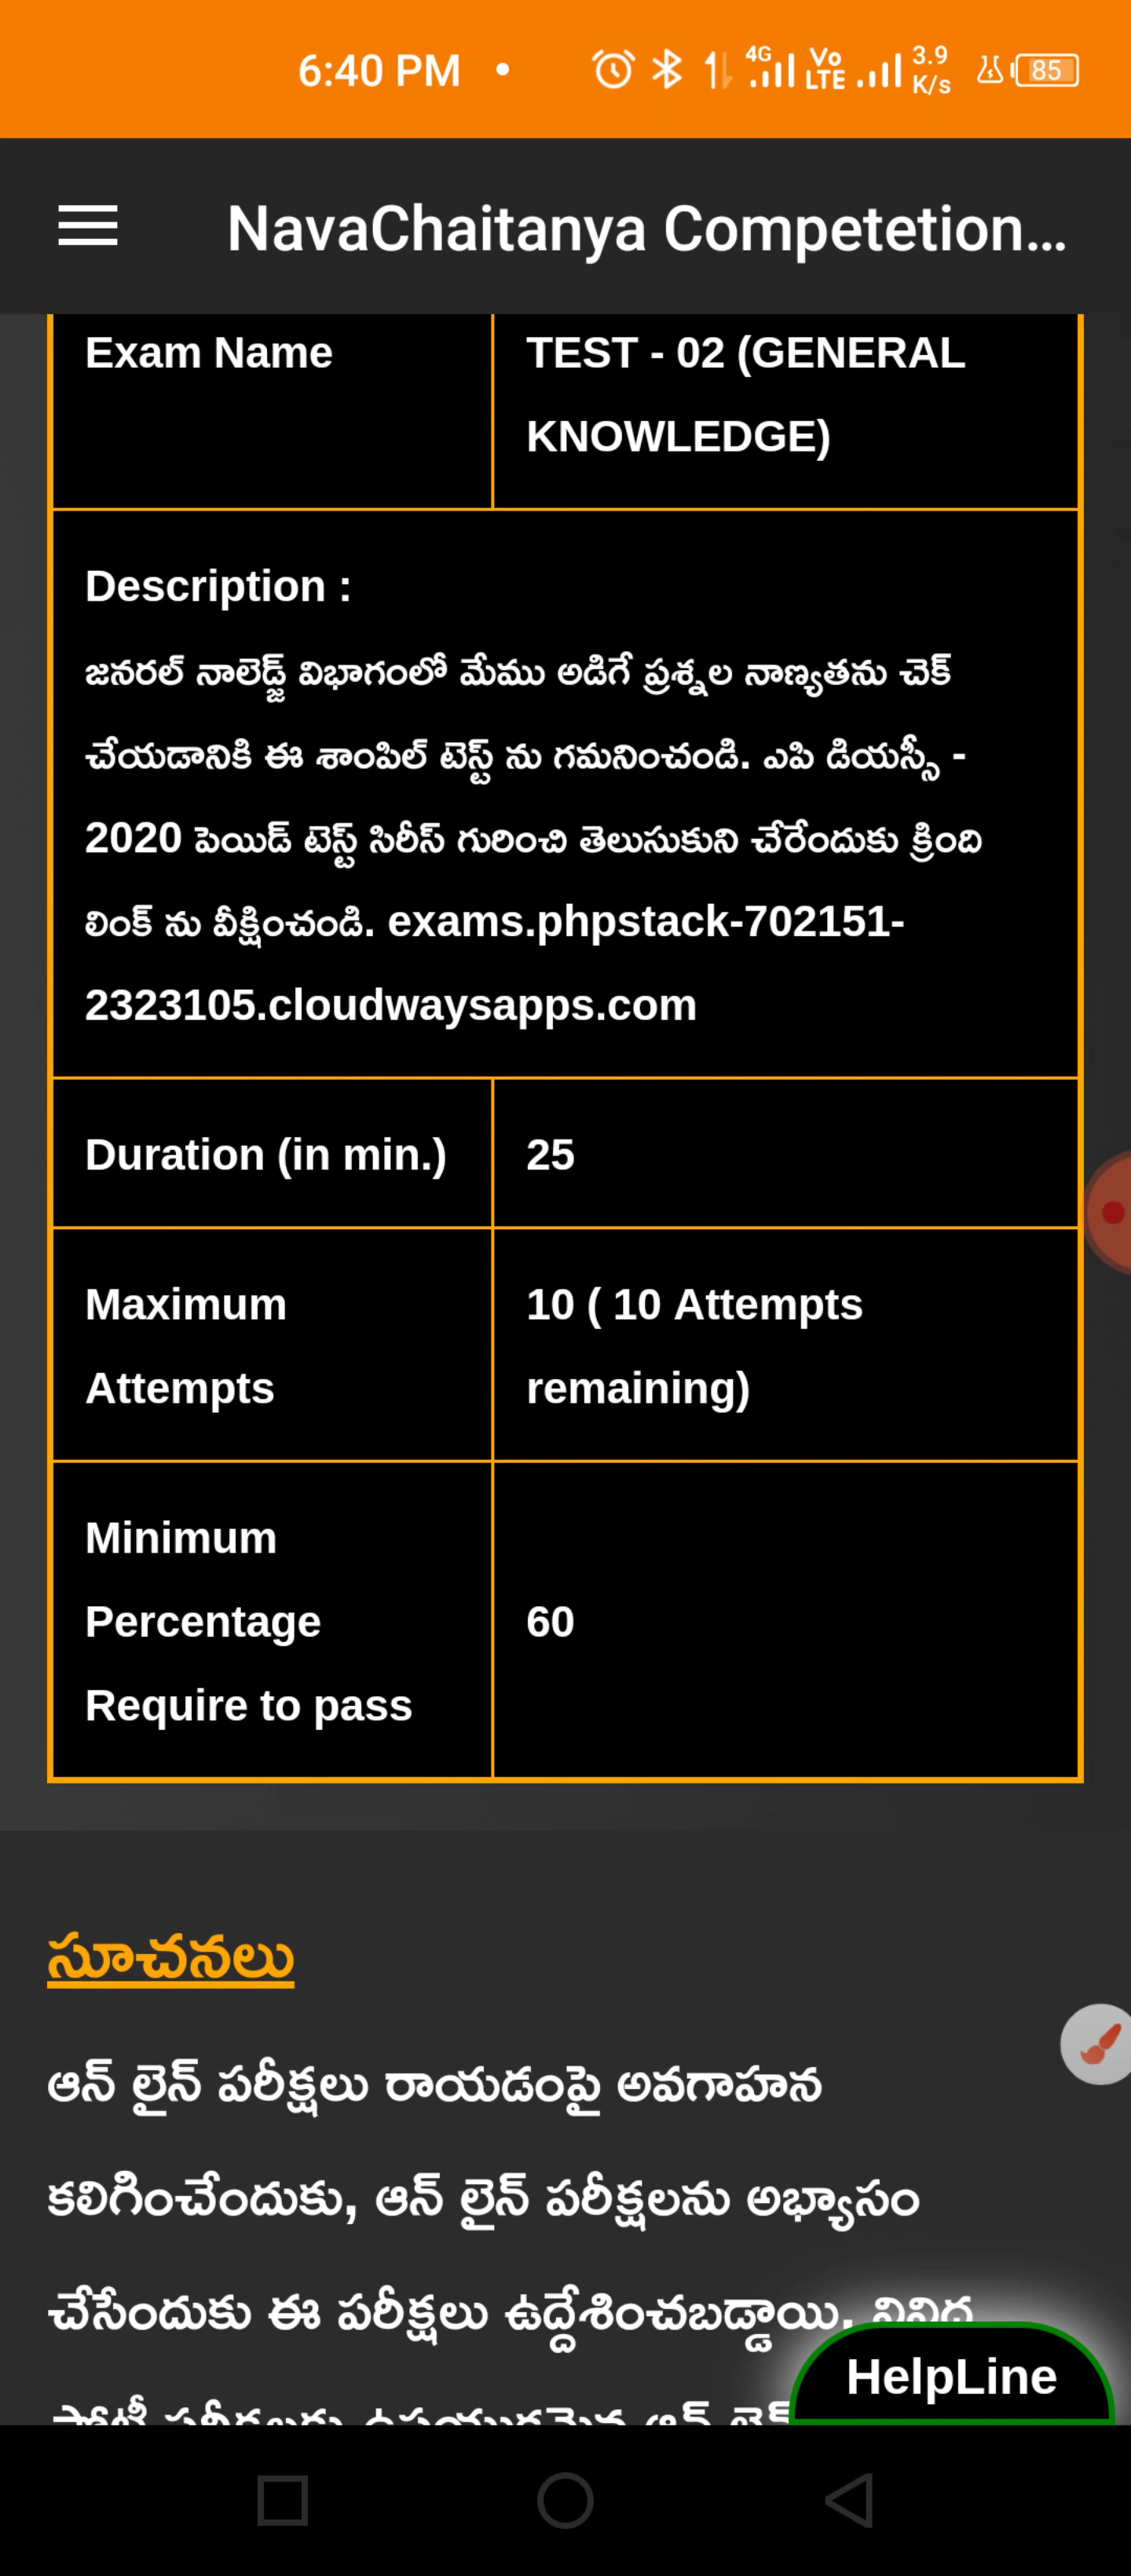 6:40 PM •
4G Vo LTE 3.9 K/s 85
NavaChaitanya Competetion...
Exam Name
TEST - 02 (GENERAL
KNOWLEDGE)
Description :
జనరల్ నాలెడ్జ్ విభాగంలో మేము అడిగే ప్రశ్నల నాణ్యతను చెక్
చేయడానికి ఈ శాంపిల్ టెస్ట్ ను గమనించండి. ఎపి డియస్సీ -
2020 పెయిడ్ టెస్ట్ సిరీస్ గురించి తెలుసుకుని చేరేందుకు క్రింది
లింక్ ను వీక్షించండి. exams.phpstack-702151-
2323105.cloudwaysapps.com
Duration (in min.)
25
Maximum
Attempts
10 ( 10 Attempts
remaining)
Minimum
Percentage
Require to pass
60
సూచనలు
ఆన్ లైన్ పరీక్షలు రాయడంపై అవగాహన
కలిగించేందుకు, ఆన్ లైన్ పరీక్షలను అభ్యాసం
చేసేందుకు ఈ పరీక్షలు ఉద్దేశించబడ్డాయి.
HelpLine